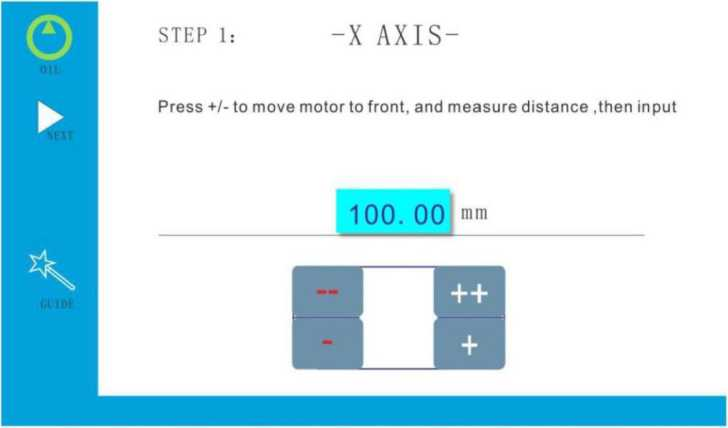 STEP 1:
-X AXIS-
OIL
NEXT
Press +/- to move motor to front, and measure distance ,then input
100. 00 mm
GUIDE
-- ++
- +